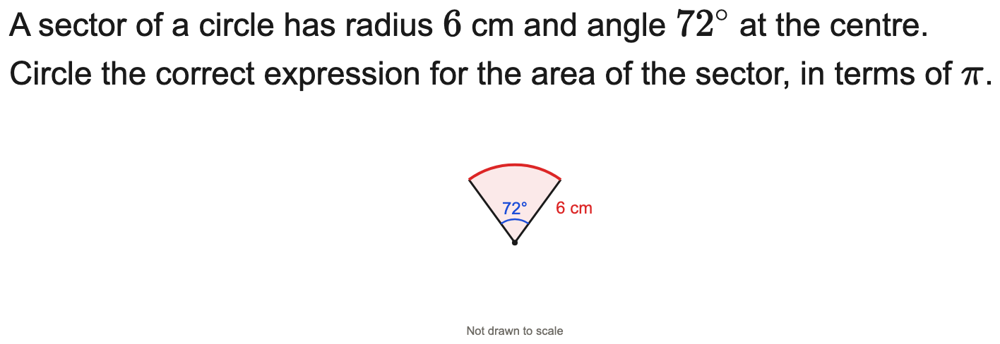 A sector of a circle has radius 6 cm and angle 72° at the centre.
Circle the correct expression for the area of the sector, in terms of π.
72° 6 cm
Not drawn to scale